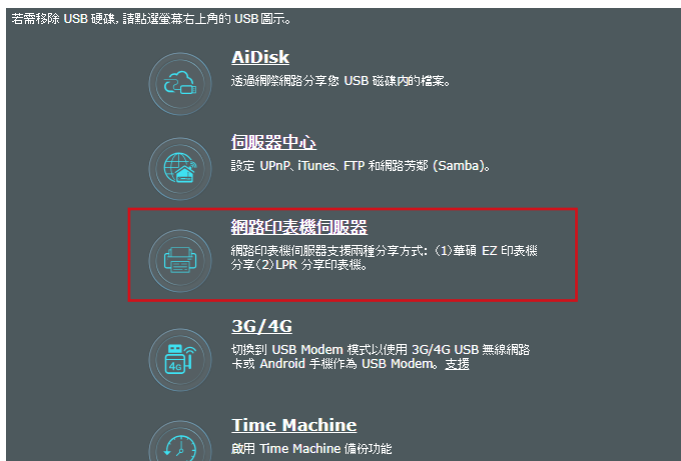 若需移除 USB 硬碟, 請點選螢幕右上角的 USB 圖示。
AiDisk
透過網際網路分享您 USB 磁碟內的檔案。
伺服器中心
設定 UPnP、iTunes、FTP 和網路芳鄰 (Samba)。
網路印表機伺服器
網路印表機伺服器支援兩種分享方式: (1)華碩 EZ 印表機
分享(2)LPR 分享印表機。
3G/4G
切換到 USB Modem 模式以使用 3G/4G USB 無線網路
卡或 Android 手機作為 USB Modem。支援
4G
Time Machine
啟用 Time Machine 備份功能